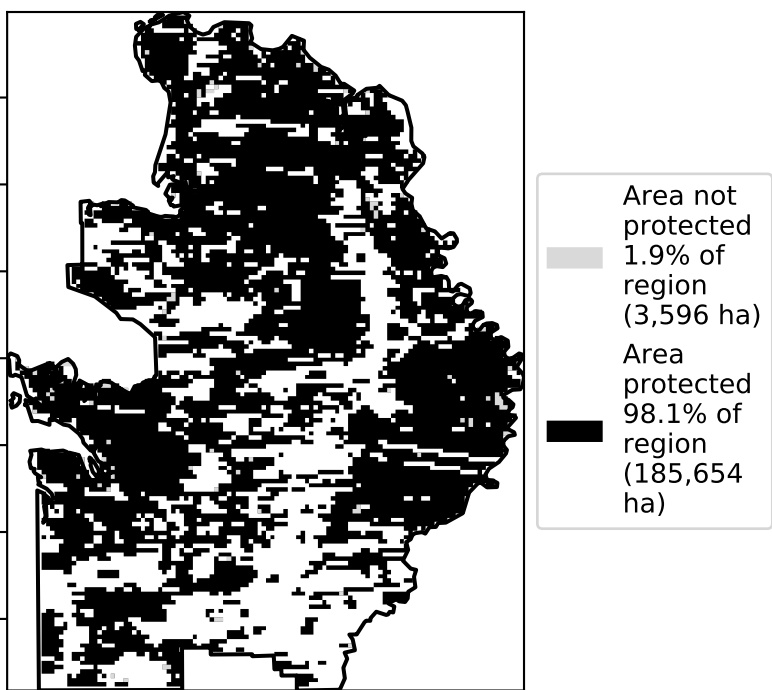 Area not
protected
1.9% of
region
(3,596 ha)
Area
protected
98.1% of
region
(185,654
ha)